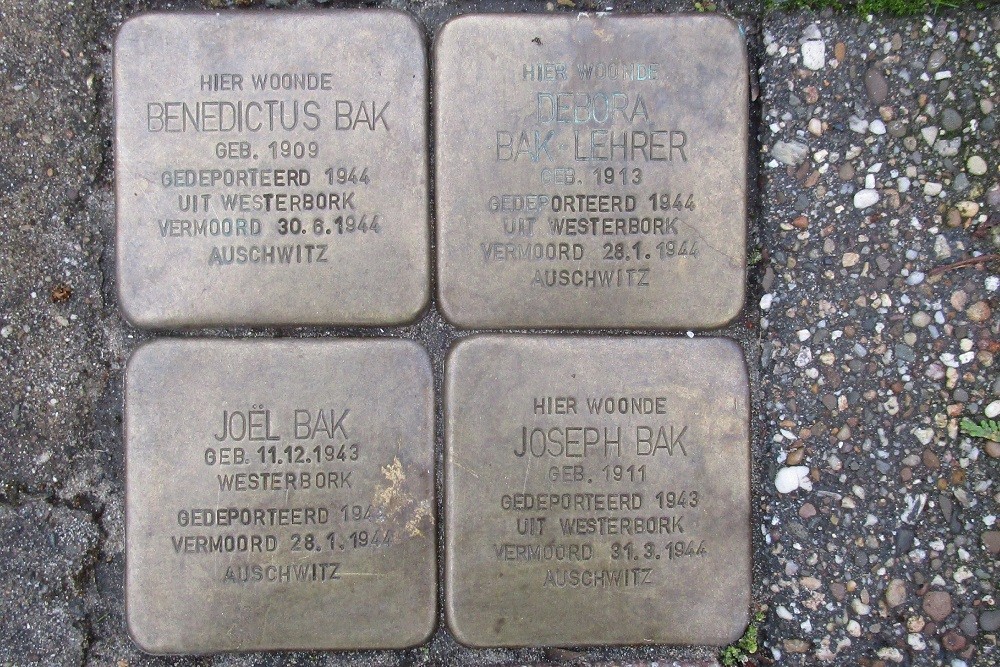 HIER WOONDE
BENEDICTUS BAK
GEB. 1909
GEDEPORTEERD 1944
UIT WESTERBORK
VERMOORD 30.6.1944
AUSCHWITZ
HIER WOONDE
DEBORA
BAK-LEHRER
GEB. 1913
GEDEPORTEERD 1944
UIT WESTERBORK
VERMOORD 28.1.1944
AUSCHWITZ
JOËL BAK
GEB. 11.12.1943
WESTERBORK
GEDEPORTEERD 1944
VERMOORD 28.1.1944
AUSCHWITZ
HIER WOONDE
JOSEPH BAK
GEB. 1911
GEDEPORTEERD 1943
UIT WESTERBORK
VERMOORD 31.3.1944
AUSCHWITZ